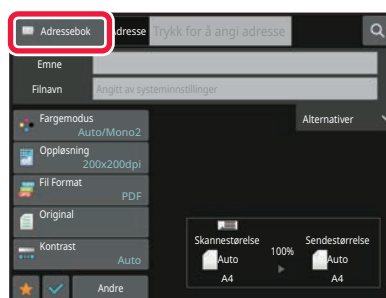 Adressebok Adresse Trykk for å angi adresse
Emne
Filnavn Angitt av systeminnstillinger
Fargemodus
Auto/Mono2
Alternativer
Oppløsning
200x200dpi
Fil Format
PDF
Original
Kontrast
Auto
Andre
Skannestørelse
Auto
A4
100%
Sendestørrelse
Auto
A4